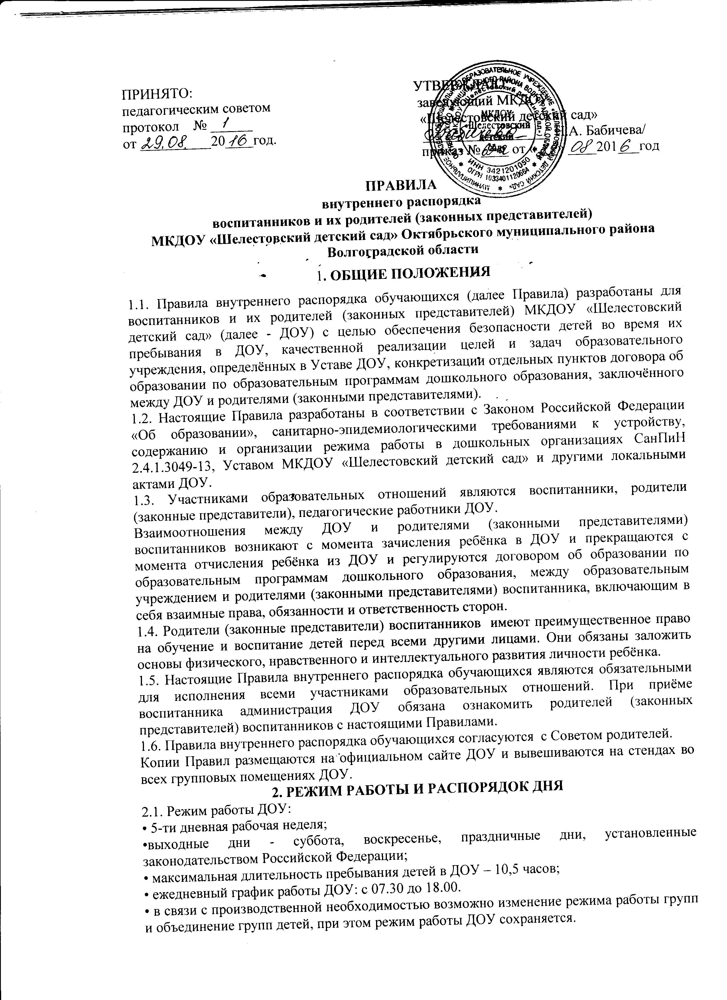 ПРИНЯТО:
педагогическим советом
протокол № 1
от 29.08. 2016 год.
УТВЕРЖДАЮ
заведующий МКДОУ
«Шелестовский детский сад»
А. Бабичева/
приказ № от 08 2016 год
МКДОУ
«Шелестовский
детский
сад»
ИНН 3421201050
ОГРН 1033401120664
ПРАВИЛА
внутреннего распорядка
воспитанников и их родителей (законных представителей)
МКДОУ «Шелестовский детский сад» Октябрьского муниципального района
Волгоградской области
1. ОБЩИЕ ПОЛОЖЕНИЯ
1.1. Правила внутреннего распорядка обучающихся (далее Правила) разработаны для
воспитанников и их родителей (законных представителей) МКДОУ «Шелестовский
детский сад» (далее - ДОУ) с целью обеспечения безопасности детей во время их
пребывания в ДОУ, качественной реализации целей и задач образовательного
учреждения, определённых в Уставе ДОУ, конкретизации отдельных пунктов договора об
образовании по образовательным программам дошкольного образования, заключённого
между ДОУ и родителями (законными представителями).
1.2. Настоящие Правила разработаны в соответствии с Законом Российской Федерации
«Об образовании», санитарно-эпидемиологическими требованиями к устройству,
содержанию и организации режима работы в дошкольных организациях СанПиН
2.4.1.3049-13, Уставом МКДОУ «Шелестовский детский сад» и другими локальными
актами ДОУ.
1.3. Участниками образовательных отношений являются воспитанники, родители
(законные представители), педагогические работники ДОУ.
Взаимоотношения между ДОУ и родителями (законными представителями)
воспитанников возникают с момента зачисления ребёнка в ДОУ и прекращаются с
момента отчисления ребёнка из ДОУ и регулируются договором об образовании по
образовательным программам дошкольного образования, между образовательным
учреждением и родителями (законными представителями) воспитанника, включающим в
себя взаимные права, обязанности и ответственность сторон.
1.4. Родители (законные представители) воспитанников имеют преимущественное право
на обучение и воспитание детей перед всеми другими лицами. Они обязаны заложить
основы физического, нравственного и интеллектуального развития личности ребёнка.
1.5. Настоящие Правила внутреннего распорядка обучающихся являются обязательными
для исполнения всеми участниками образовательных отношений. При приёме
воспитанника администрация ДОУ обязана ознакомить родителей (законных
представителей) воспитанников с настоящими Правилами.
1.6. Правила внутреннего распорядка обучающихся согласуются с Советом родителей.
Копии Правил размещаются на официальном сайте ДОУ и вывешиваются на стендах во
всех групповых помещениях ДОУ.
2. РЕЖИМ РАБОТЫ И РАСПОРЯДОК ДНЯ
2.1. Режим работы ДОУ:
• 5-ти дневная рабочая неделя;
•выходные дни - суббота, воскресенье, праздничные дни, установленные
законодательством Российской Федерации;
• максимальная длительность пребывания детей в ДОУ – 10,5 часов;
• ежедневный график работы ДОУ: с 07.30 до 18.00.
• в связи с производственной необходимостью возможно изменение режима работы групп
и объединение групп детей, при этом режим работы ДОУ сохраняется.